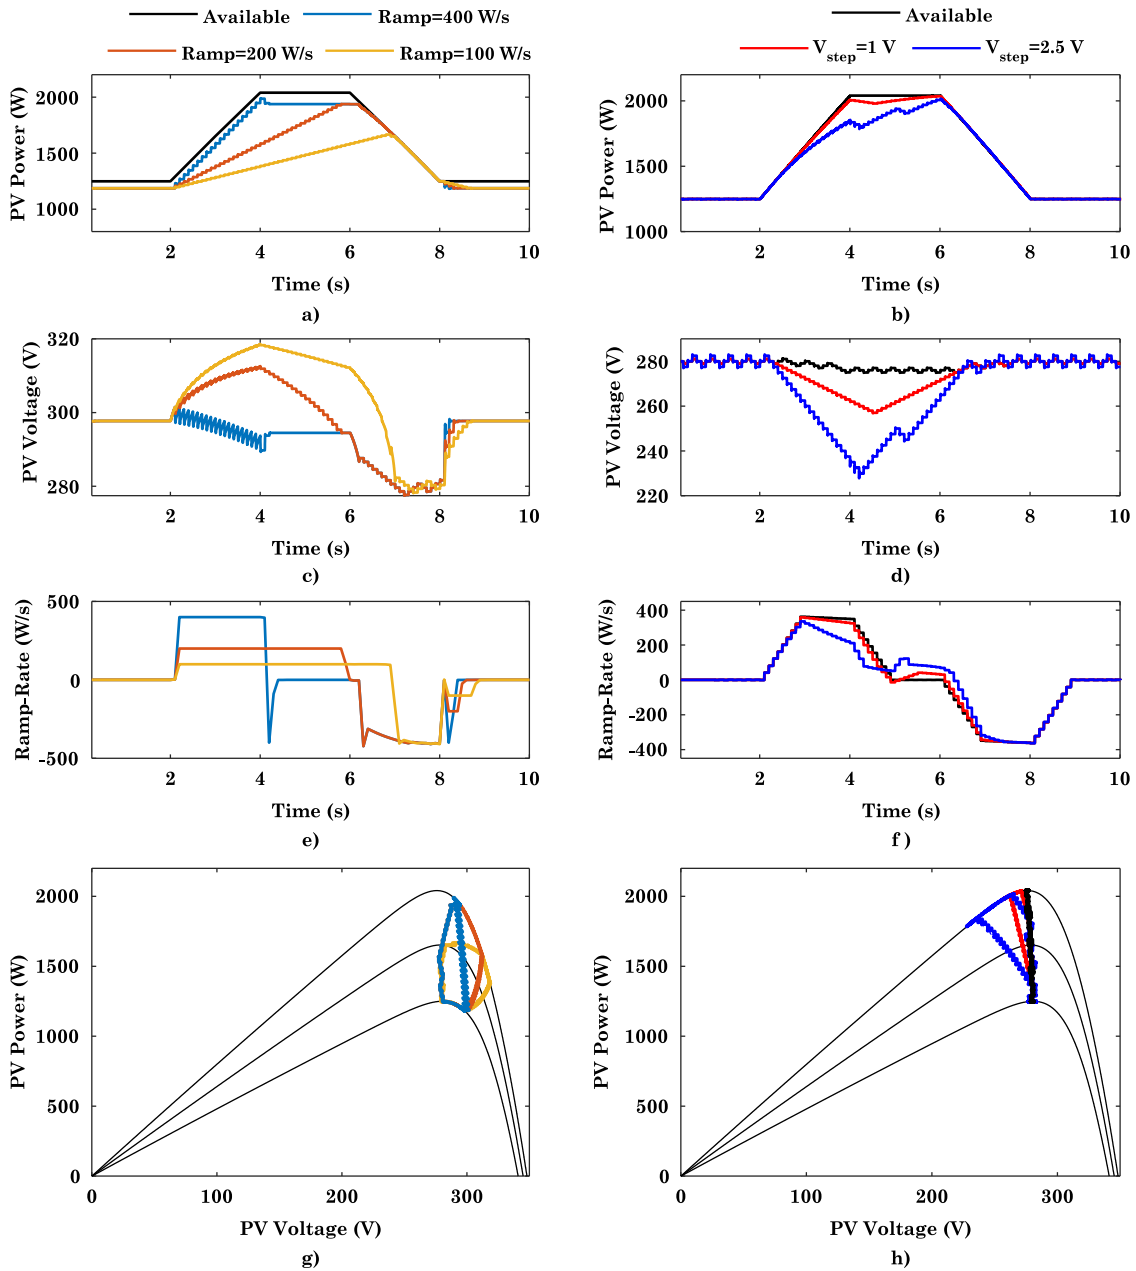 Available
Ramp=400 W/s
Ramp=200 W/s
Ramp=100 W/s
PV Power (W)
2000
1500
1000
2
4
6
8
10
Time (s)
a)
Available
V_step=1 V
V_step=2.5 V
PV Power (W)
2000
1500
1000
2
4
6
8
10
Time (s)
b)
PV Voltage (V)
320
300
280
2
4
6
8
10
Time (s)
c)
PV Voltage (V)
280
260
240
220
2
4
6
8
10
Time (s)
d)
Ramp-Rate (W/s)
500
0
-500
2
4
6
8
10
Time (s)
e)
Ramp-Rate (W/s)
400
200
0
-200
-400
2
4
6
8
10
Time (s)
f )
PV Power (W)
2000
1500
1000
500
0
0
100
200
300
PV Voltage (V)
g)
PV Power (W)
2000
1500
1000
500
0
0
100
200
300
PV Voltage (V)
h)